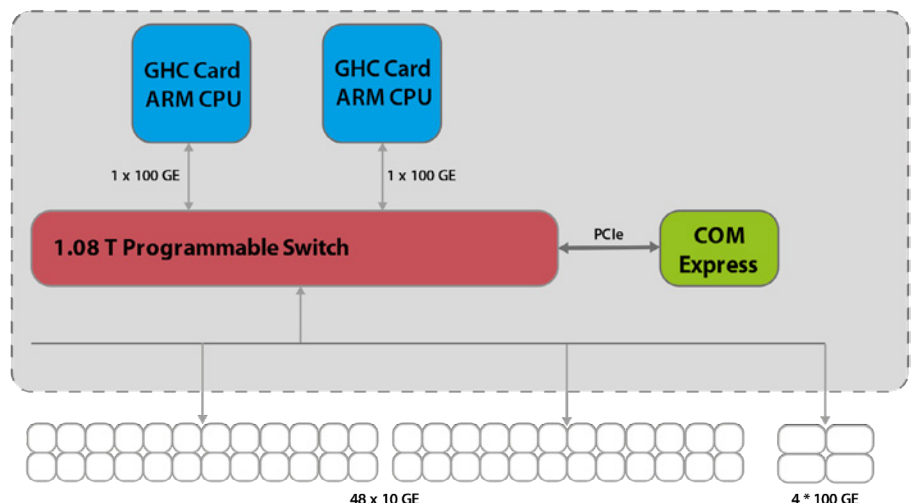 GHC Card
ARM CPU
GHC Card
ARM CPU
1 x 100 GE
1 x 100 GE
1.08 T Programmable Switch
PCIe
COM
Express
48 x 10 GE
4 * 100 GE